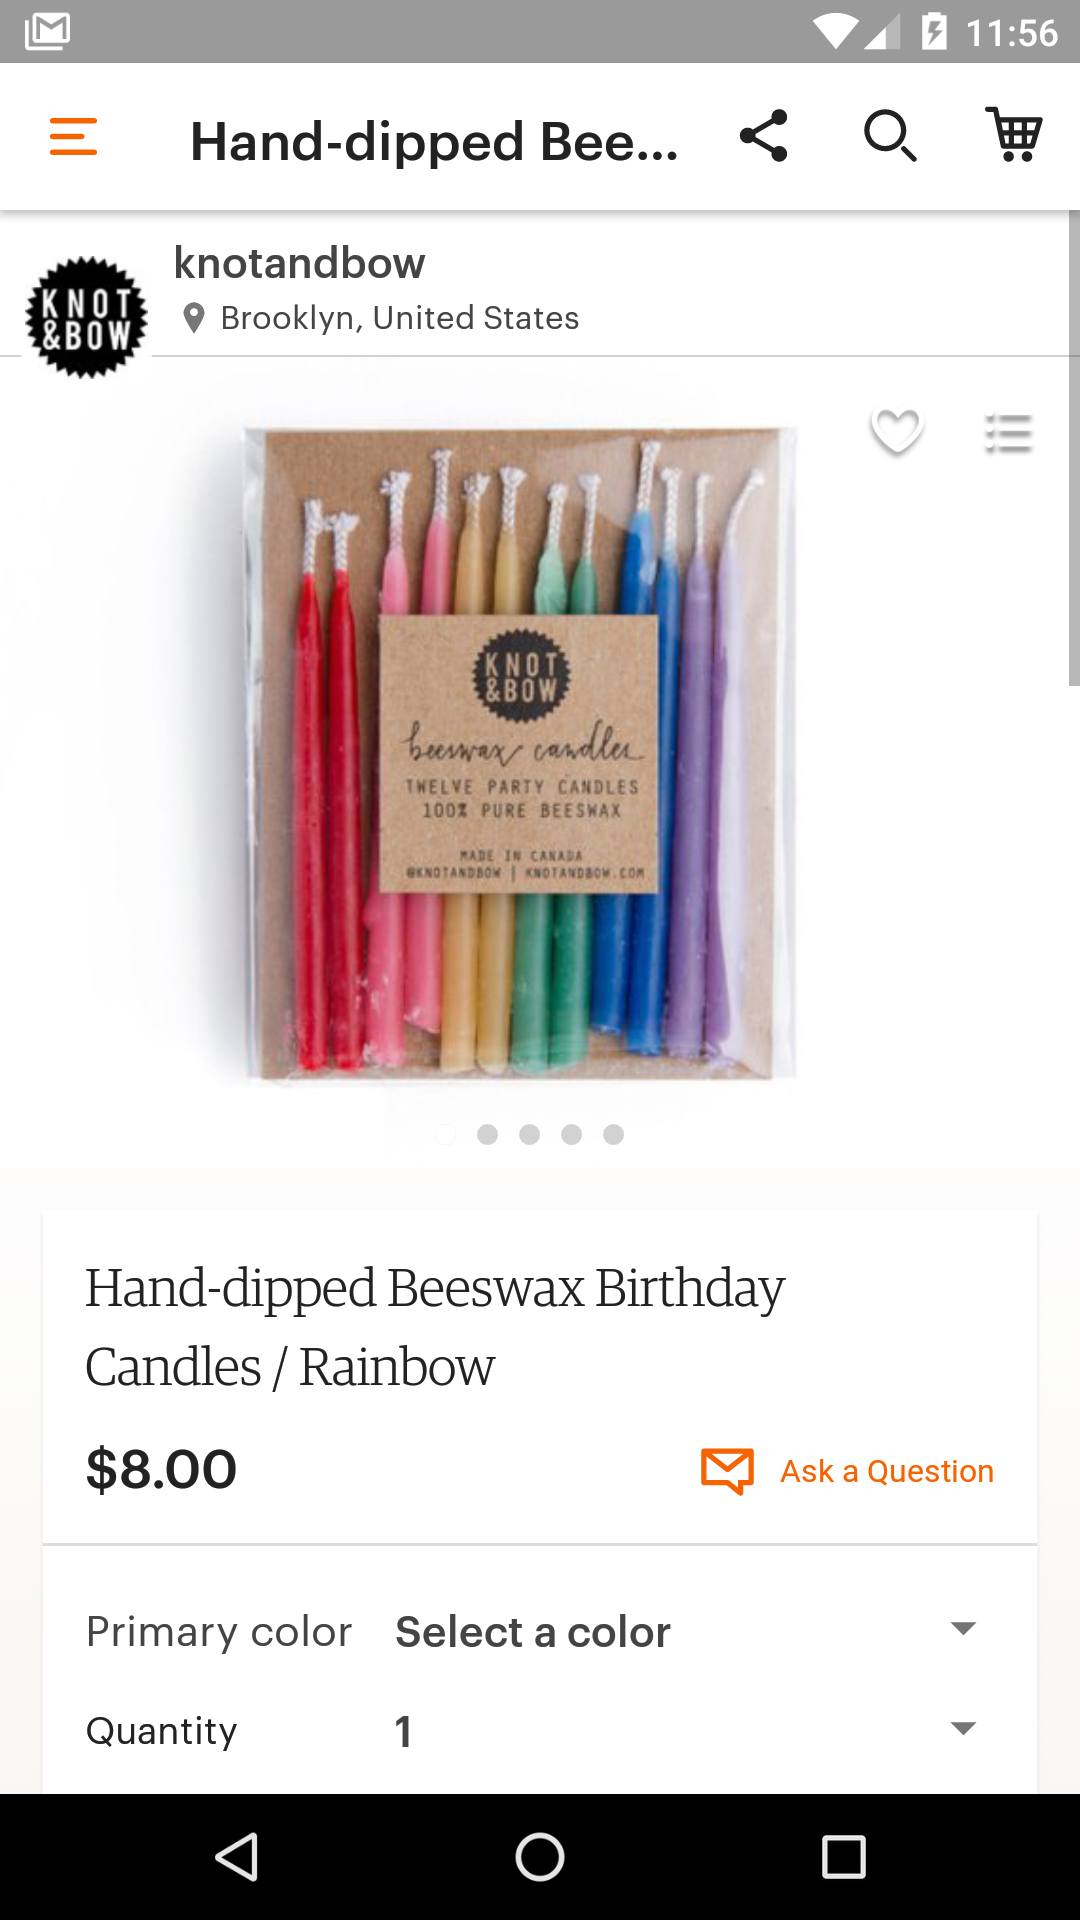 11:56
Hand-dipped Bee...
knotandbow
Brooklyn, United States
KNOT
&BOW
KNOT
&BOW
beeswax candles
TWELVE PARTY CANDLES
100% PURE BEESWAX
MADE IN CANADA
@KNOTANDBOW | KNOTANDBOW.COM
Hand-dipped Beeswax Birthday
Candles / Rainbow
$8.00
Ask a Question
Primary color Select a color
Quantity 1